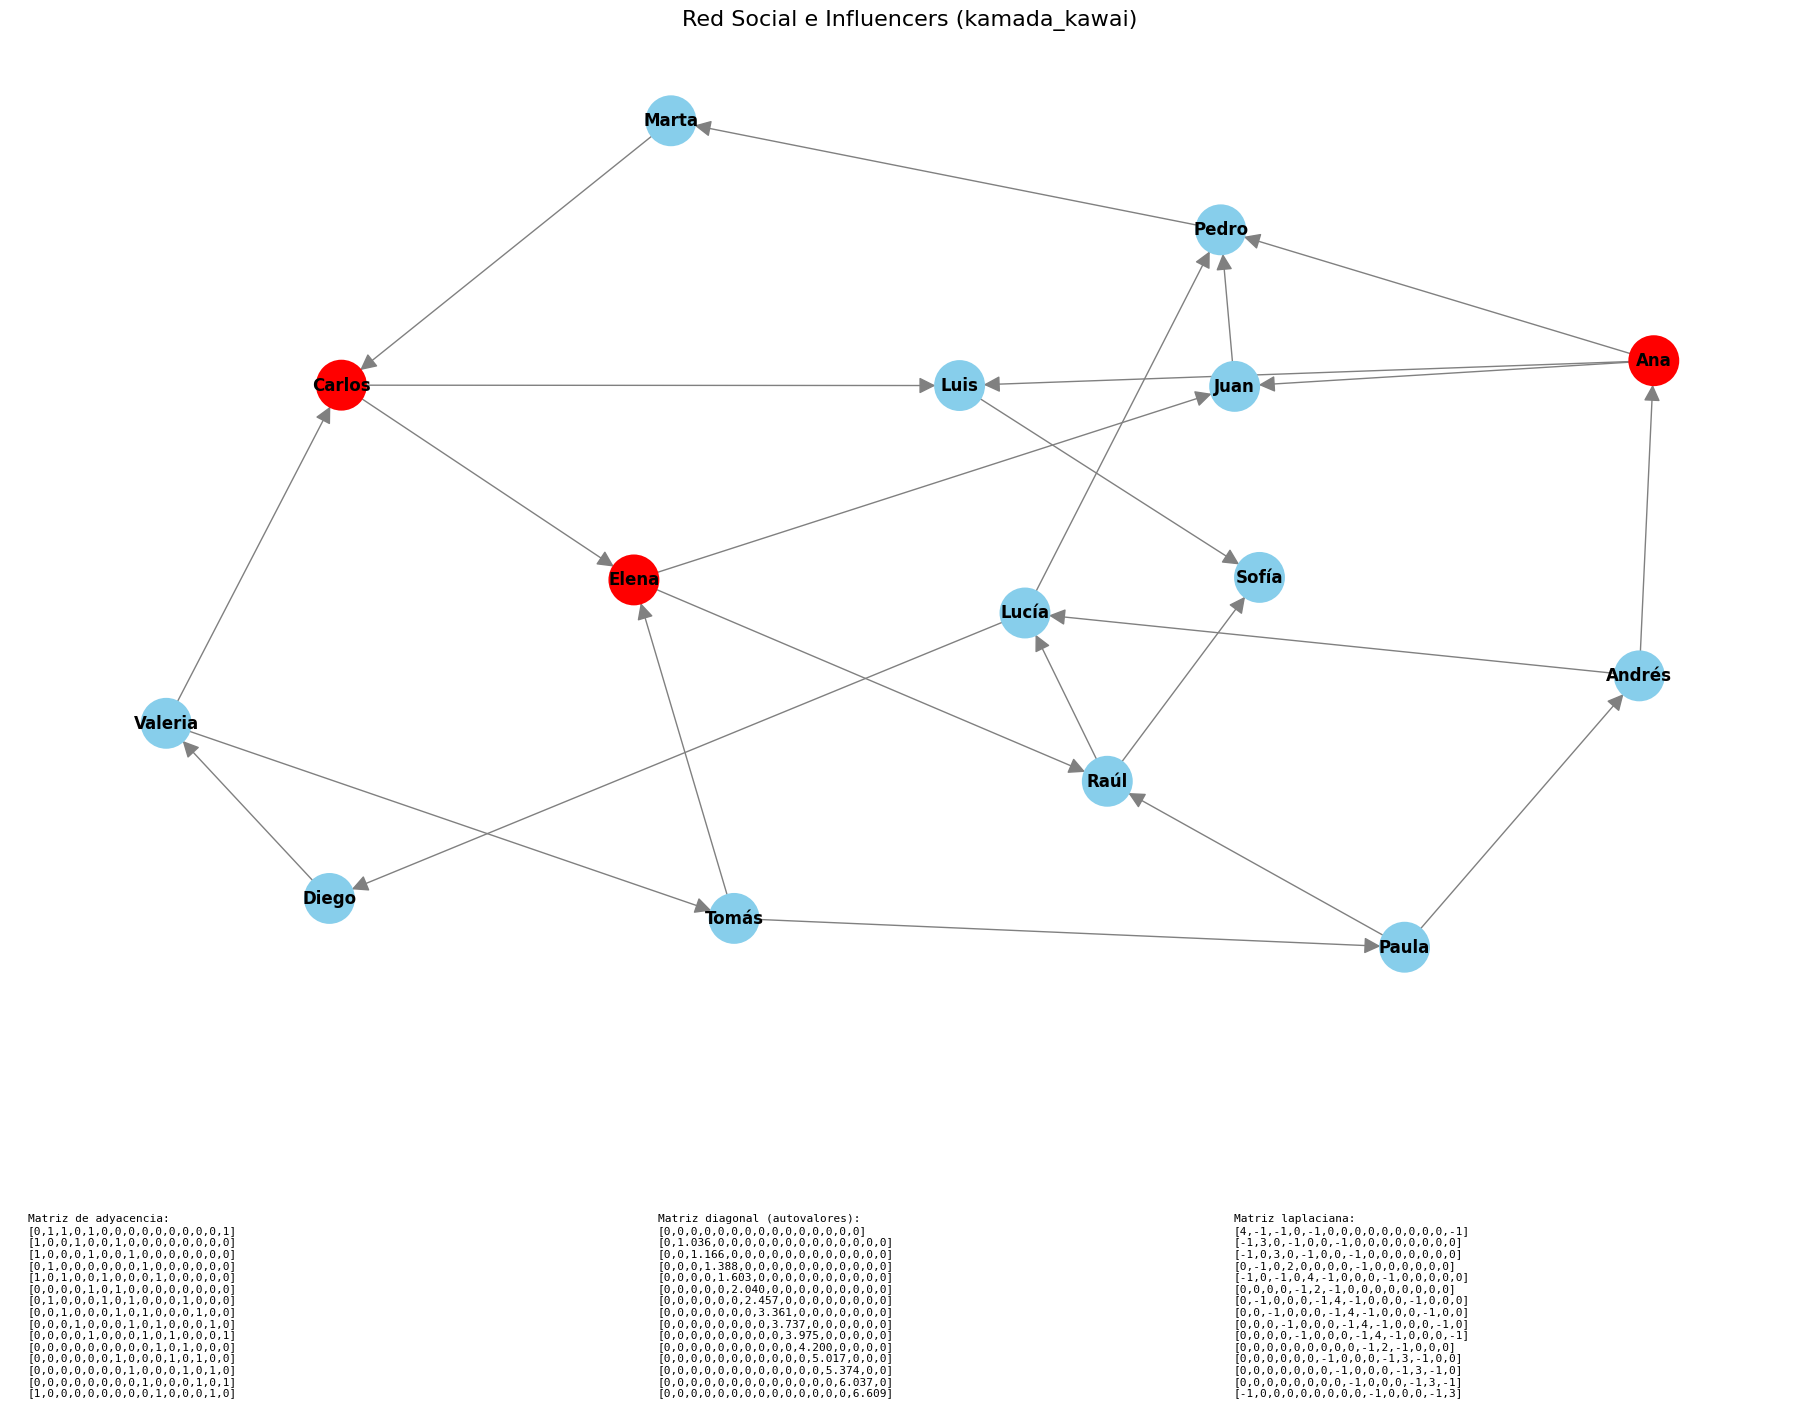 Red Social e Influencers (kamada_kawai)
Marta
Pedro
Ana
Carlos
Luis
Juan
Elena
Sofía
Lucía
Andrés
Valeria
Raúl
Diego
Tomás
Paula
Matriz de adyacencia:
[0,1,1,0,1,0,0,0,0,0,0,0,0,0,1]
[1,0,0,1,0,0,1,0,0,0,0,0,0,0,0]
[1,0,0,0,1,0,0,1,0,0,0,0,0,0,0]
[0,1,0,0,0,0,0,0,1,0,0,0,0,0,0]
[1,0,1,0,0,1,0,0,0,1,0,0,0,0,0]
[0,0,0,0,1,0,1,0,0,0,0,0,0,0,0]
[0,1,0,0,0,1,0,1,0,0,0,1,0,0,0]
[0,0,1,0,0,0,1,0,1,0,0,0,1,0,0]
[0,0,0,1,0,0,0,1,0,1,0,0,0,1,0]
[0,0,0,0,1,0,0,0,1,0,1,0,0,0,1]
[0,0,0,0,0,0,0,0,0,1,0,1,0,0,0]
[0,0,0,0,0,0,1,0,0,0,1,0,1,0,0]
[0,0,0,0,0,0,0,1,0,0,0,1,0,1,0]
[0,0,0,0,0,0,0,0,1,0,0,0,1,0,1]
[1,0,0,0,0,0,0,0,0,1,0,0,0,1,0]
Matriz diagonal (autovalores):
[0,0,0,0,0,0,0,0,0,0,0,0,0,0,0]
[0,1.036,0,0,0,0,0,0,0,0,0,0,0,0,0]
[0,0,1.166,0,0,0,0,0,0,0,0,0,0,0,0]
[0,0,0,1.388,0,0,0,0,0,0,0,0,0,0,0]
[0,0,0,0,1.603,0,0,0,0,0,0,0,0,0,0]
[0,0,0,0,0,2.040,0,0,0,0,0,0,0,0,0]
[0,0,0,0,0,0,2.457,0,0,0,0,0,0,0,0]
[0,0,0,0,0,0,0,3.361,0,0,0,0,0,0,0]
[0,0,0,0,0,0,0,0,3.737,0,0,0,0,0,0]
[0,0,0,0,0,0,0,0,0,3.975,0,0,0,0,0]
[0,0,0,0,0,0,0,0,0,0,4.200,0,0,0,0]
[0,0,0,0,0,0,0,0,0,0,0,5.017,0,0,0]
[0,0,0,0,0,0,0,0,0,0,0,0,5.374,0,0]
[0,0,0,0,0,0,0,0,0,0,0,0,0,6.037,0]
[0,0,0,0,0,0,0,0,0,0,0,0,0,0,6.609]
Matriz laplaciana:
[4,-1,-1,0,-1,0,0,0,0,0,0,0,0,0,-1]
[-1,3,0,-1,0,0,-1,0,0,0,0,0,0,0,0]
[-1,0,3,0,-1,0,0,-1,0,0,0,0,0,0,0]
[0,-1,0,2,0,0,0,0,-1,0,0,0,0,0,0]
[-1,0,-1,0,4,-1,0,0,0,-1,0,0,0,0,0]
[0,0,0,0,-1,2,-1,0,0,0,0,0,0,0,0]
[0,-1,0,0,0,-1,4,-1,0,0,0,-1,0,0,0]
[0,0,-1,0,0,0,-1,4,-1,0,0,0,-1,0,0]
[0,0,0,-1,0,0,0,-1,4,-1,0,0,0,-1,0]
[0,0,0,0,-1,0,0,0,-1,4,-1,0,0,0,-1]
[0,0,0,0,0,0,0,0,0,-1,2,-1,0,0,0]
[0,0,0,0,0,0,-1,0,0,0,-1,3,-1,0,0]
[0,0,0,0,0,0,0,-1,0,0,0,-1,3,-1,0]
[0,0,0,0,0,0,0,0,-1,0,0,0,-1,3,-1]
[-1,0,0,0,0,0,0,0,0,-1,0,0,0,-1,3]